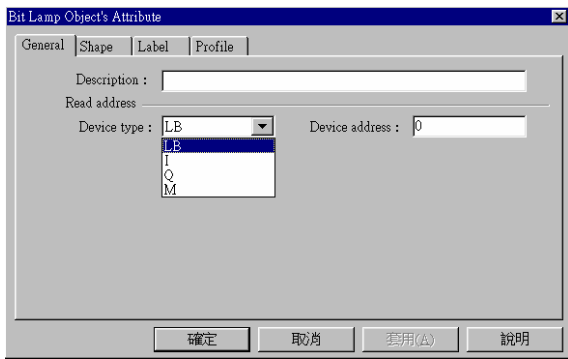 Bit Lamp Object's Attribute
General Shape Label Profile
Description :
Read address
Device type : LB Device address : 0
LB
I
Q
M
確定 取消 套用(A) 說明